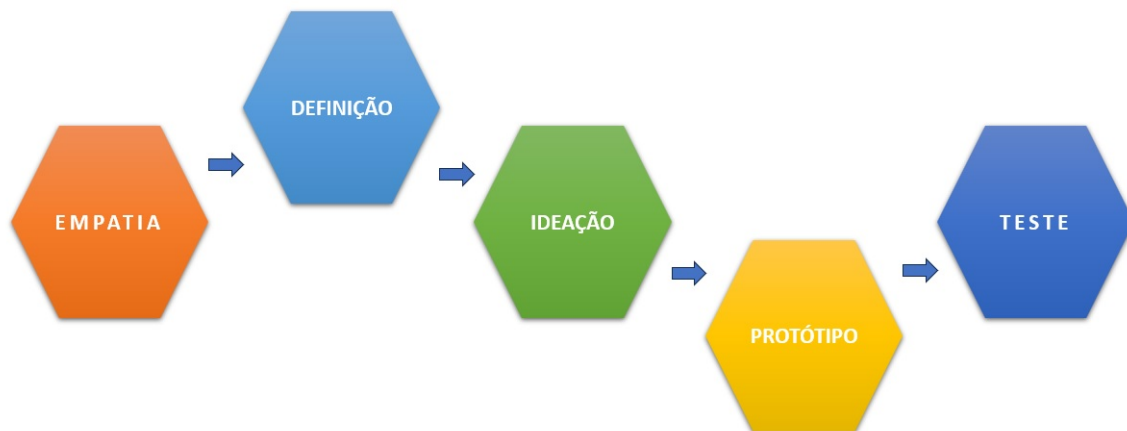 EMPATIA
DEFINIÇÃO
IDEAÇÃO
PROTÓTIPO
TESTE